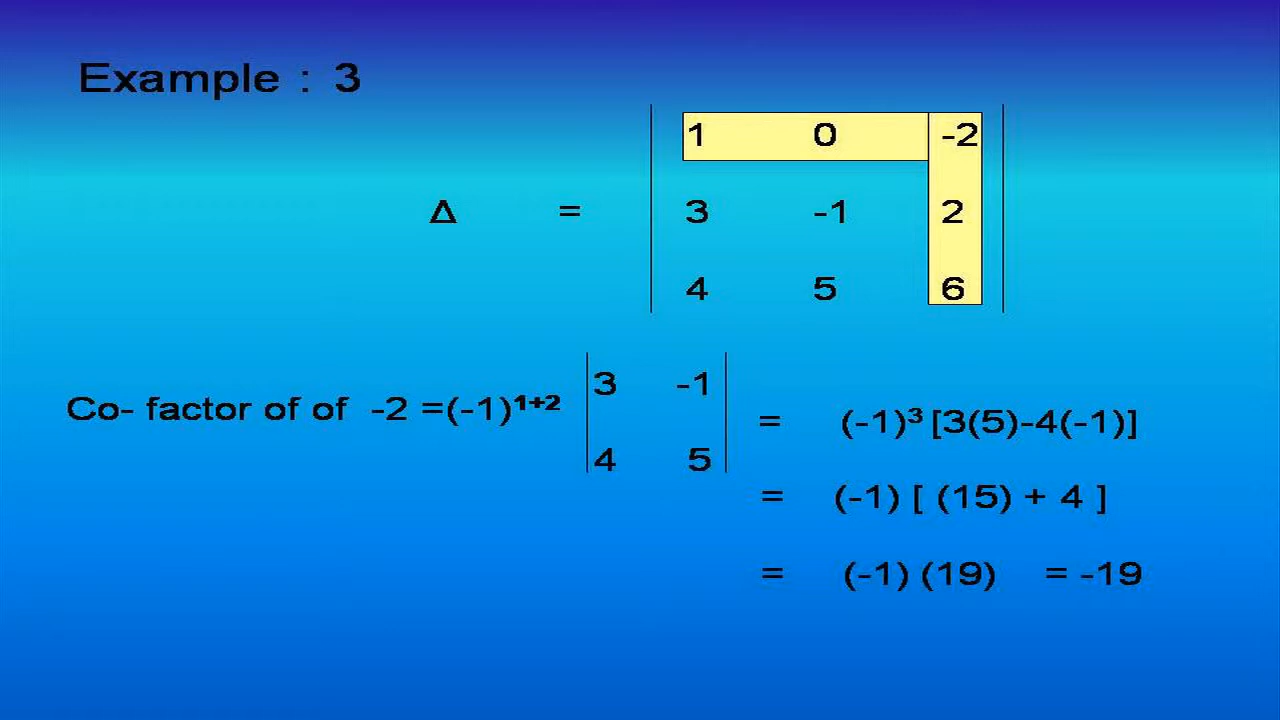 Example : 3
1 0 -2
Δ = 3 -1 2
4 5 6
3 -1
Co- factor of of -2 =(-1)¹⁺² = (-1)³ [3(5)-4(-1)]
4 5
= (-1) [ (15) + 4 ]
= (-1) (19) = -19